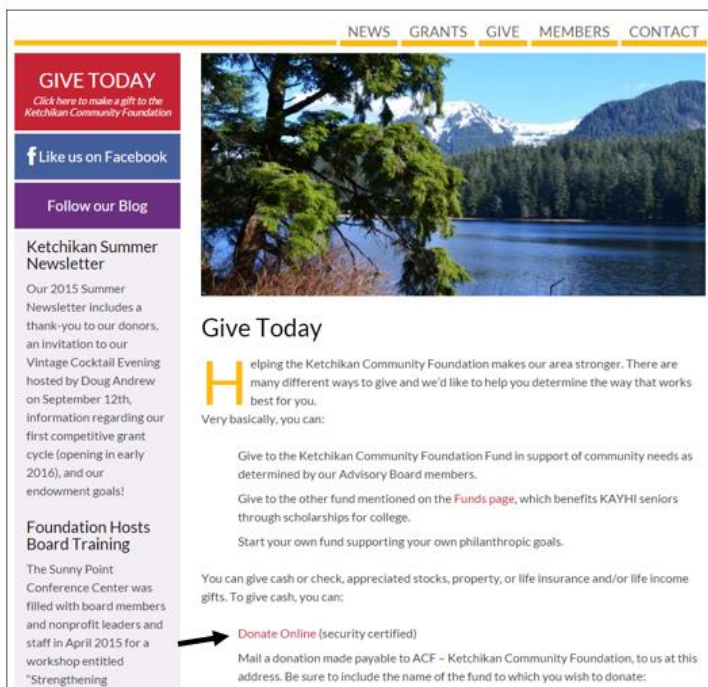 NEWS GRANTS GIVE MEMBERS CONTACT
GIVE TODAY
Click here to make a gift to the
Ketchikan Community Foundation
f Like us on Facebook
Follow our Blog
Ketchikan Summer
Newsletter
Our 2015 Summer
Newsletter includes a
thank-you to our donors,
an invitation to our
Vintage Cocktail Evening
hosted by Doug Andrew
on September 12th,
information regarding our
first competitive grant
cycle (opening in early
2016), and our
endowment goals!
Foundation Hosts
Board Training
The Sunny Point
Conference Center was
filled with board members
and nonprofit leaders and
staff in April 2015 for a
workshop entitled
"Strengthening
Give Today
Helping the Ketchikan Community Foundation makes our area stronger. There are
many different ways to give and we'd like to help you determine the way that works
best for you.
Very basically, you can:
Give to the Ketchikan Community Foundation Fund in support of community needs as
determined by our Advisory Board members.
Give to the other fund mentioned on the Funds page, which benefits KAYHI seniors
through scholarships for college.
Start your own fund supporting your own philanthropic goals.
You can give cash or check, appreciated stocks, property, or life insurance and/or life income
gifts. To give cash, you can:
Donate Online (security certified)
Mail a donation made payable to ACF – Ketchikan Community Foundation, to us at this
address. Be sure to include the name of the fund to which you wish to donate: